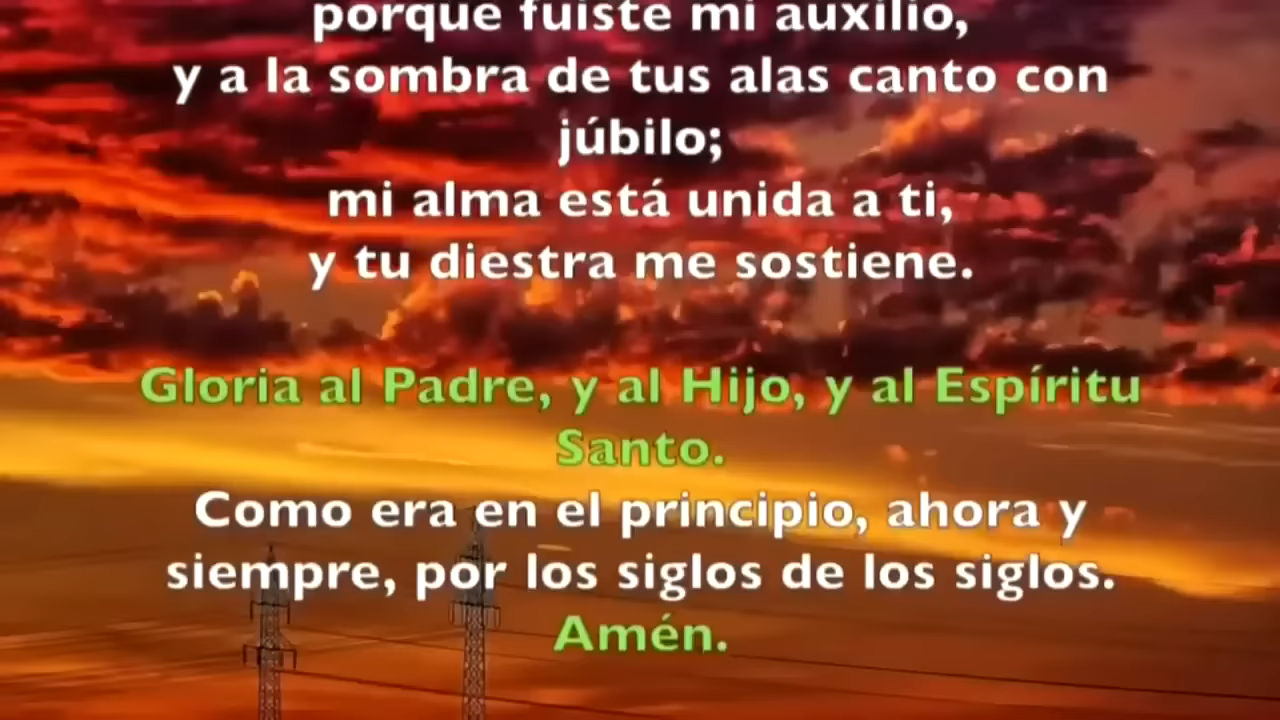 porque fuiste mi auxilio,
y a la sombra de tus alas canto con
júbilo;
mi alma está unida a ti,
y tu diestra me sostiene.
Gloria al Padre, y al Hijo, y al Espíritu
Santo.
Como era en el principio, ahora y
siempre, por los siglos de los siglos.
Amén.